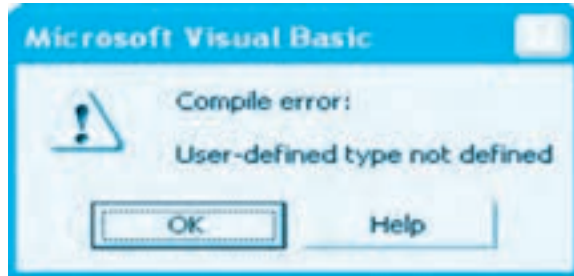 Microsoft Visual Basic
Compile error:
User-defined type not defined
OK
Help